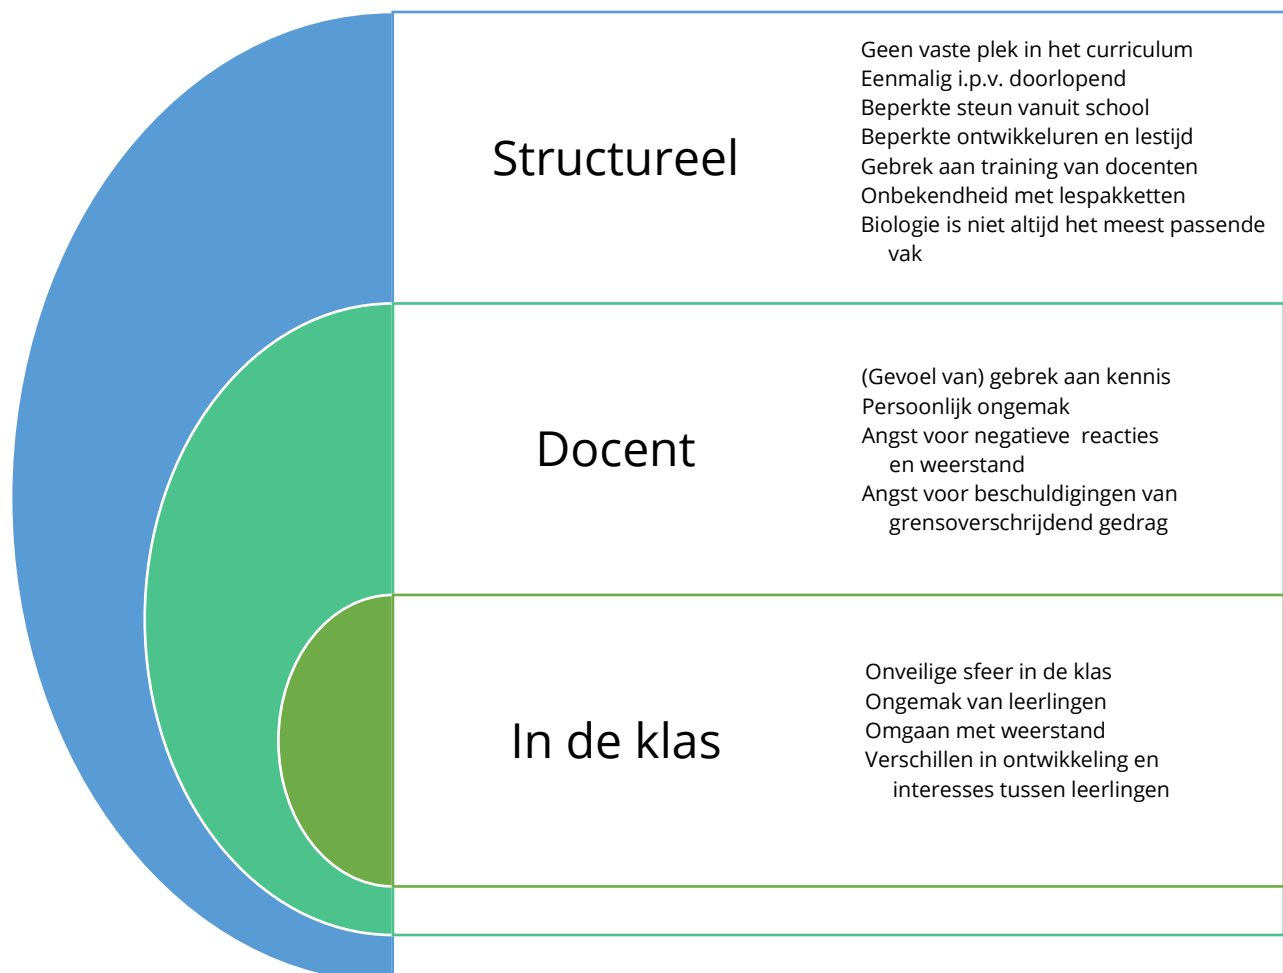 Structureel
Geen vaste plek in het curriculum
Eenmalig i.p.v. doorlopend
Beperkte steun vanuit school
Beperkte ontwikkeluren en lestijd
Gebrek aan training van docenten
Onbekendheid met lespakketten
Biologie is niet altijd het meest passende
vak
Docent
(Gevoel van) gebrek aan kennis
Persoonlijk ongemak
Angst voor negatieve  reacties
en weerstand
Angst voor beschuldigingen van
grensoverschrijdend gedrag
In de klas
Onveilige sfeer in de klas
Ongemak van leerlingen
Omgaan met weerstand
Verschillen in ontwikkeling en
interesses tussen leerlingen